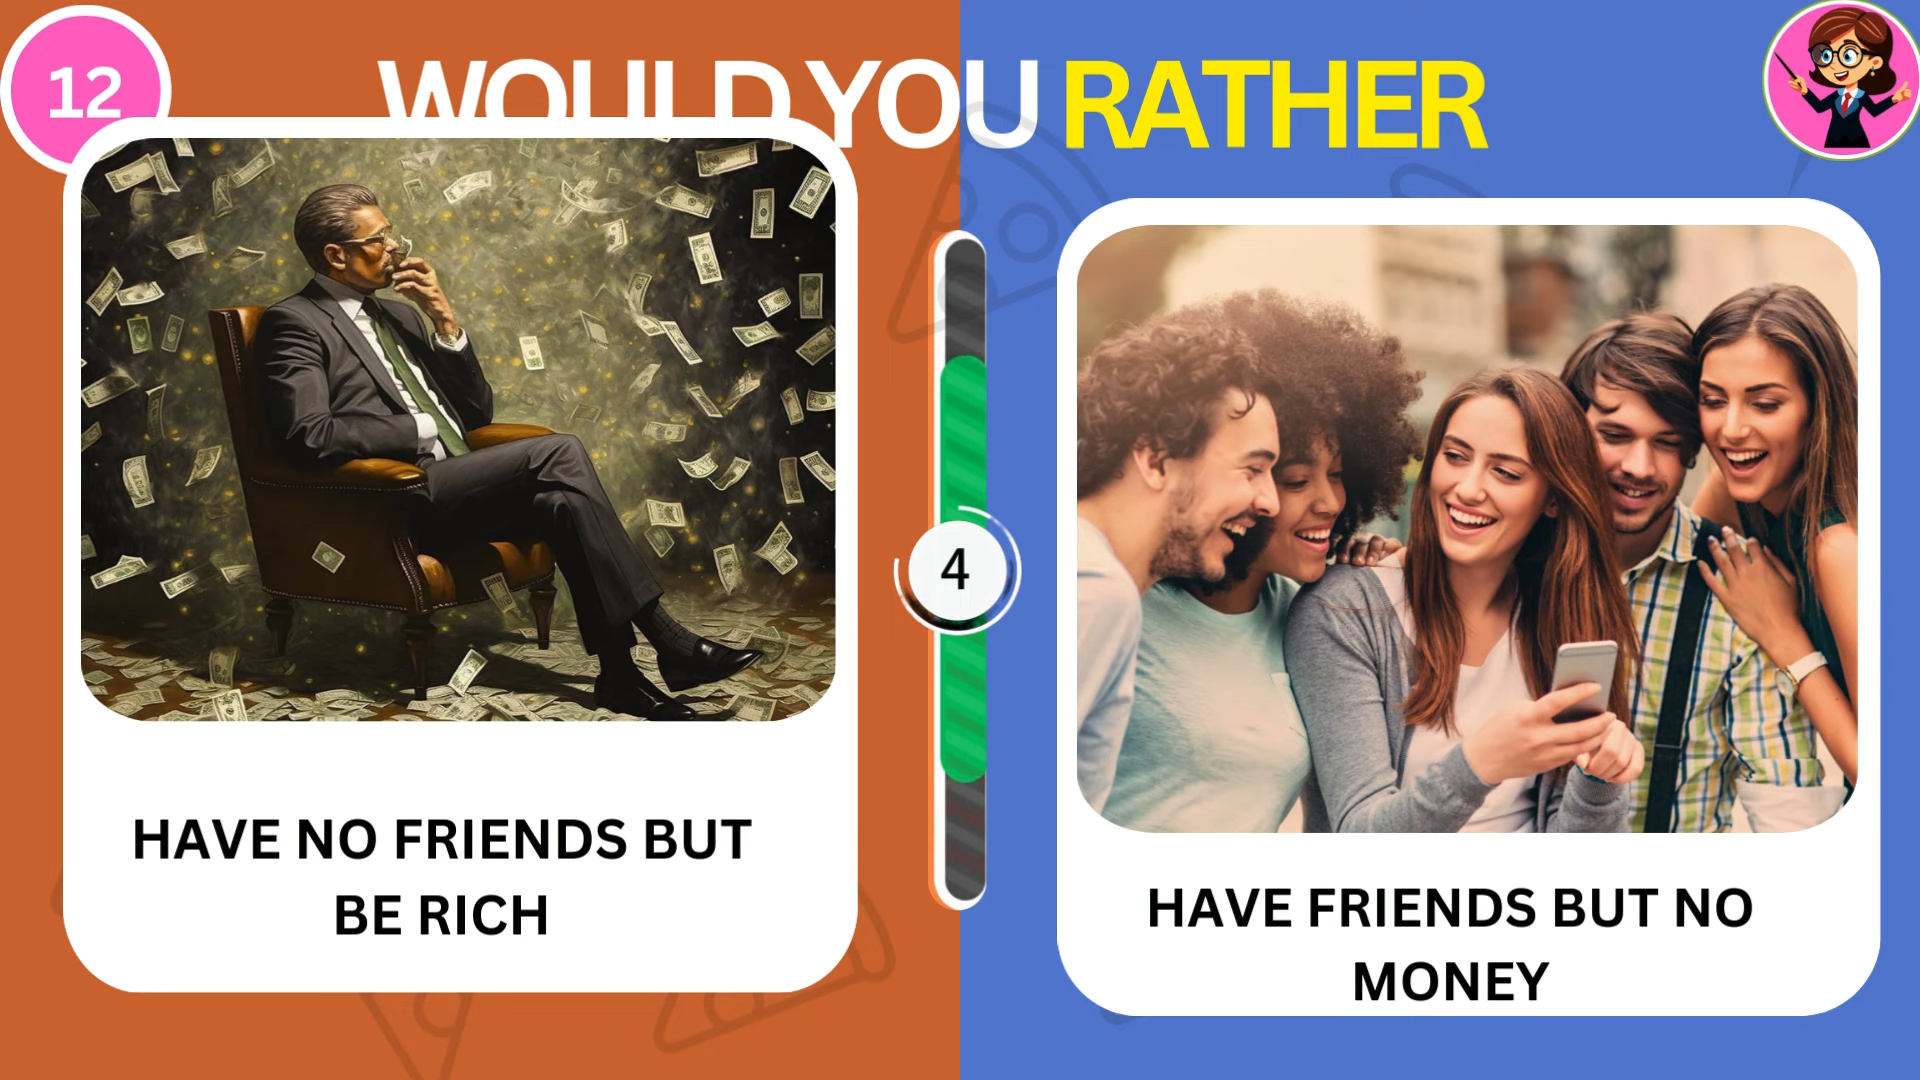 12
WOULD YOU RATHER
HAVE NO FRIENDS BUT
BE RICH
4
HAVE FRIENDS BUT NO
MONEY